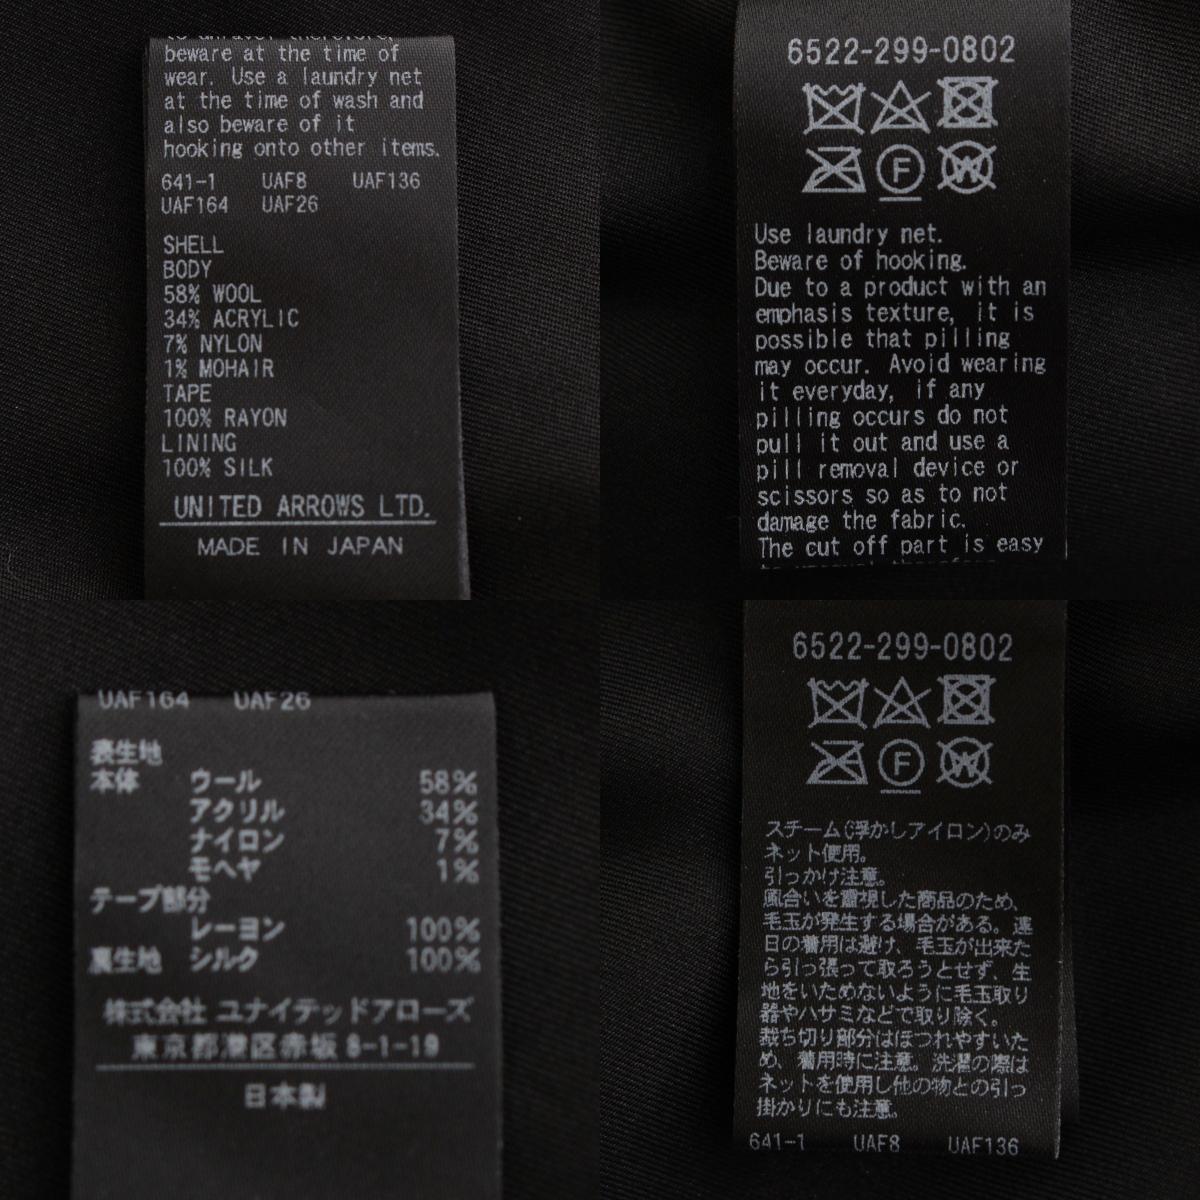 beware at the time of
wear. Use a laundry net
at the time of wash and
also beware of it
hooking onto other items.
641-1 UAF8 UAF136
UAF164 UAF26
SHELL
BODY
58% WOOL
34% ACRYLIC
7% NYLON
1% MOHAIR
TAPE
100% RAYON
LINING
100% SILK
UNITED ARROWS LTD.
MADE IN JAPAN
6522-299-0802
F W
Use laundry net.
Beware of hooking.
Due to a product with an
emphasis texture, it is
possible that pilling
may occur. Avoid wearing
it everyday, if any
pilling occurs do not
pull it out and use a
pill removal device or
scissors so as to not
damage the fabric.
The cut off part is easy
UAF164 UAF26
表生地
本体 ウール 58%
アクリル 34%
ナイロン 7%
モヘヤ 1%
テープ部分
レーヨン 100%
裏生地 シルク 100%
株式会社 ユナイテッドアローズ
東京都港区赤坂 8-1-19
日本製
6522-299-0802
F W
スチーム(浮かしアイロン)のみ
ネット使用。
引っかけ注意。
風合いを重視した商品のため、
毛玉が発生する場合がある。連
日の着用は避け、毛玉が出来た
ら引っ張って取ろうとせず、生
地をいためないように毛玉取り
器やハサミなどで取り除く。
裁ち切り部分はほつれやすいた
め、着用時に注意。洗濯の際は
ネットを使用し他の物との引っ
掛かりにも注意。
641-1 UAF8 UAF136